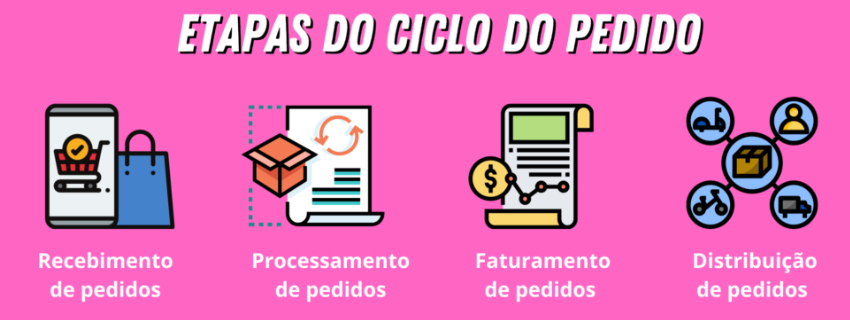 ETAPAS DO CICLO DO PEDIDO
Recebimento
de pedidos
Processamento
de pedidos
Faturamento
de pedidos
Distribuição
de pedidos